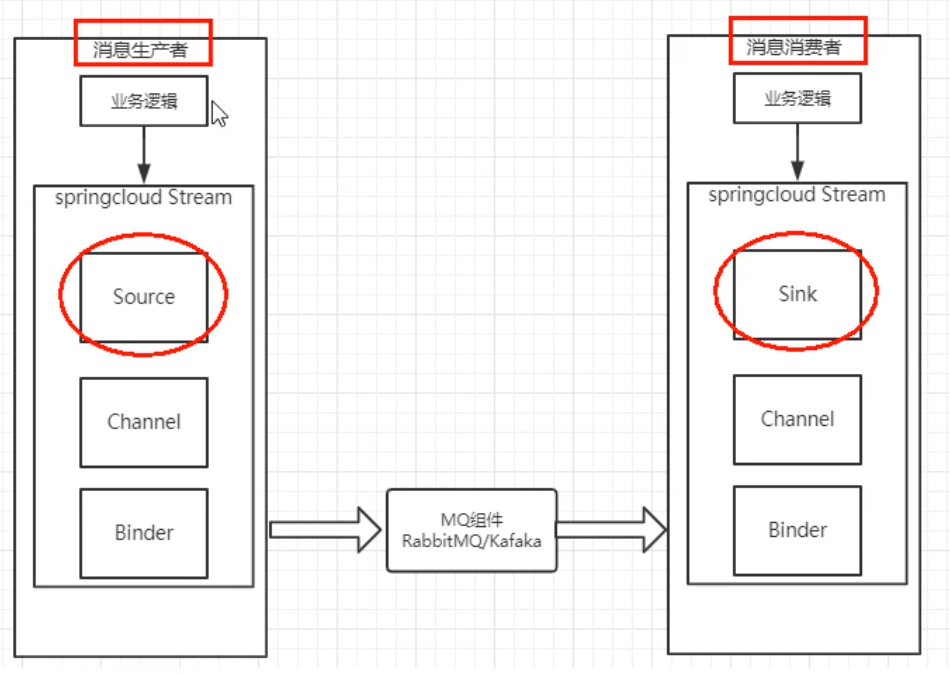 消息生产者
业务逻辑
springcloud Stream
Source
Channel
Binder
MQ组件
RabbitMQ/Kafaka
消息消费者
业务逻辑
springcloud Stream
Sink
Channel
Binder